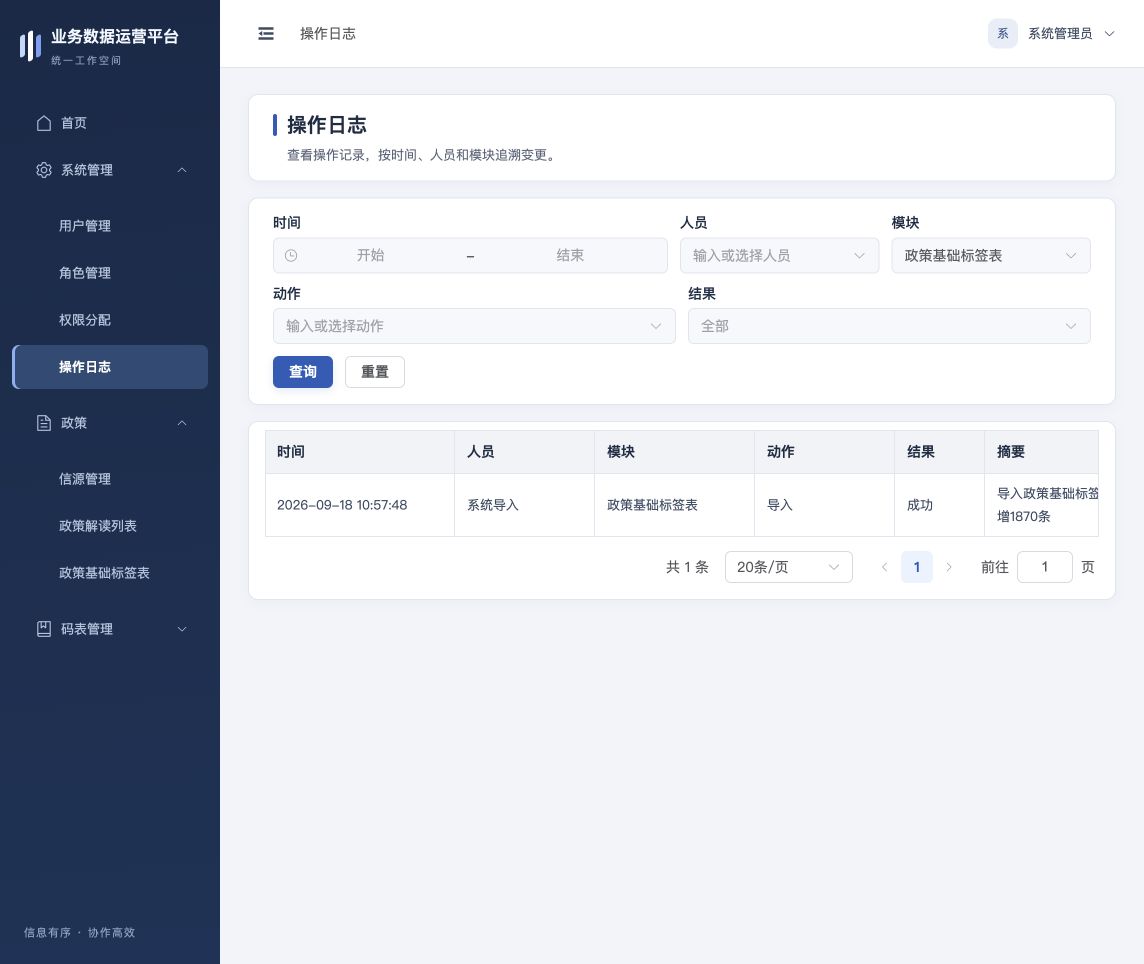 业务数据运营平台
统一工作空间
首页
系统管理
用户管理
角色管理
权限分配
操作日志
政策
信源管理
政策解读列表
政策基础标签表
码表管理
信息有序 · 协作高效
操作日志
系 系统管理员
操作日志
查看操作记录，按时间、人员和模块追溯变更。
时间 人员 模块
开始 – 结束 输入或选择人员 政策基础标签表
动作 结果
输入或选择动作 全部
查询 重置
时间 人员 模块 动作 结果 摘要
2026-09-18 10:57:48 系统导入 政策基础标签表 导入 成功 导入政策基础标签
增1870条
共 1 条 20条/页 1 前往 1 页